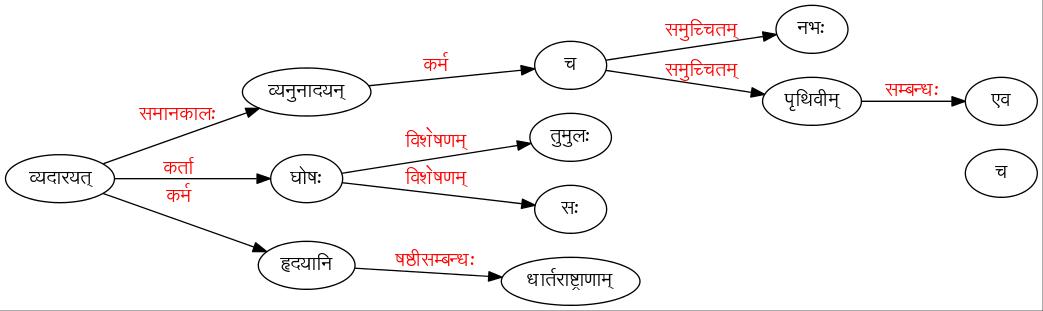 समुच्चितम्
नभः
कर्म
च
समुच्चितम्
व्यनुनादयन्
पृथिवीम्
सम्बन्धः
एव
समानकालः
विशेषणम्
तुमुलः
व्यदारयत्
कर्ता
घोषः
विशेषणम्
च
कर्म
सः
हृदयानि
षष्ठीसम्बन्धः
धार्तराष्ट्राणाम्